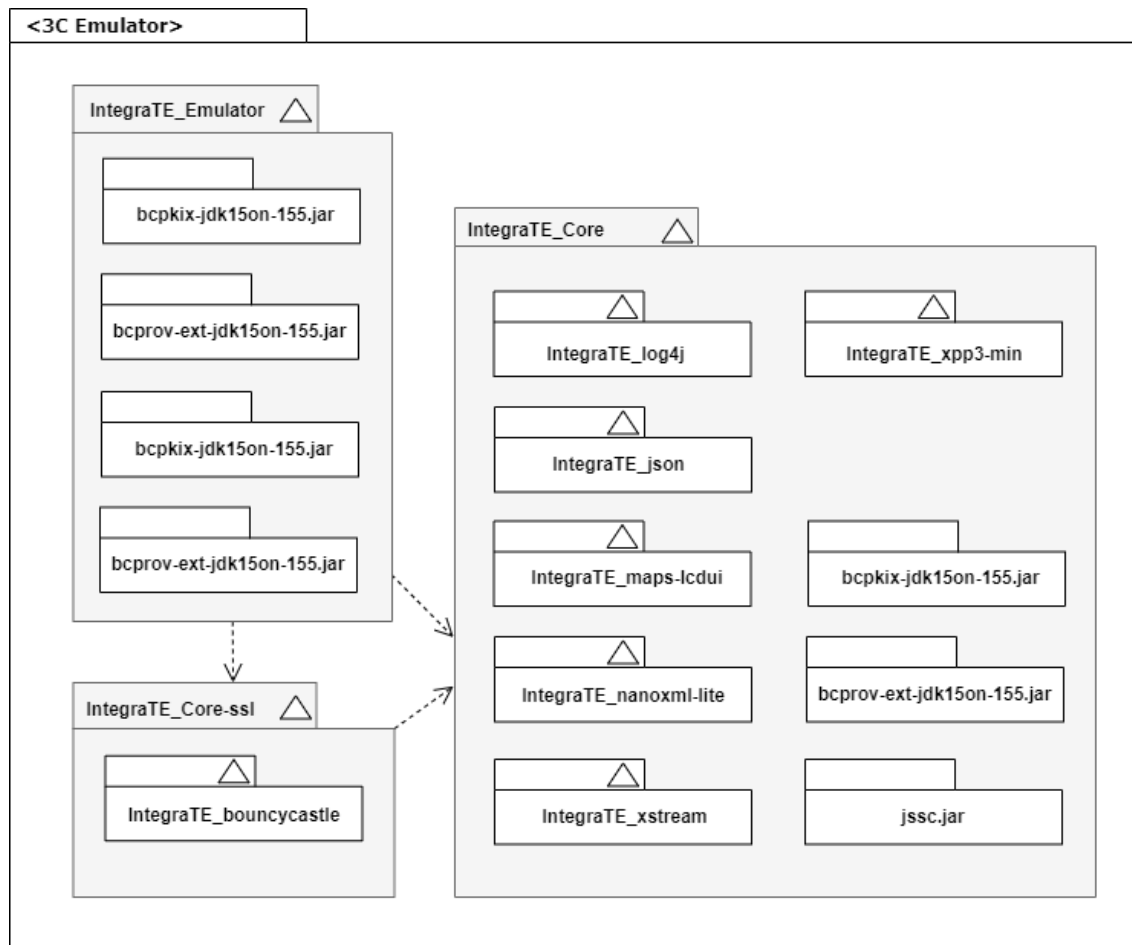 <3C Emulator>
IntegraTE_Emulator
bcpkix-jdk15on-155.jar
bcprov-ext-jdk15on-155.jar
bcpkix-jdk15on-155.jar
bcprov-ext-jdk15on-155.jar
IntegraTE_Core-ssl
IntegraTE_bouncycastle
IntegraTE_Core
IntegraTE_log4j
IntegraTE_xpp3-min
IntegraTE_json
IntegraTE_maps-lcdui
bcpkix-jdk15on-155.jar
IntegraTE_nanoxml-lite
bcprov-ext-jdk15on-155.jar
IntegraTE_xstream
jssc.jar